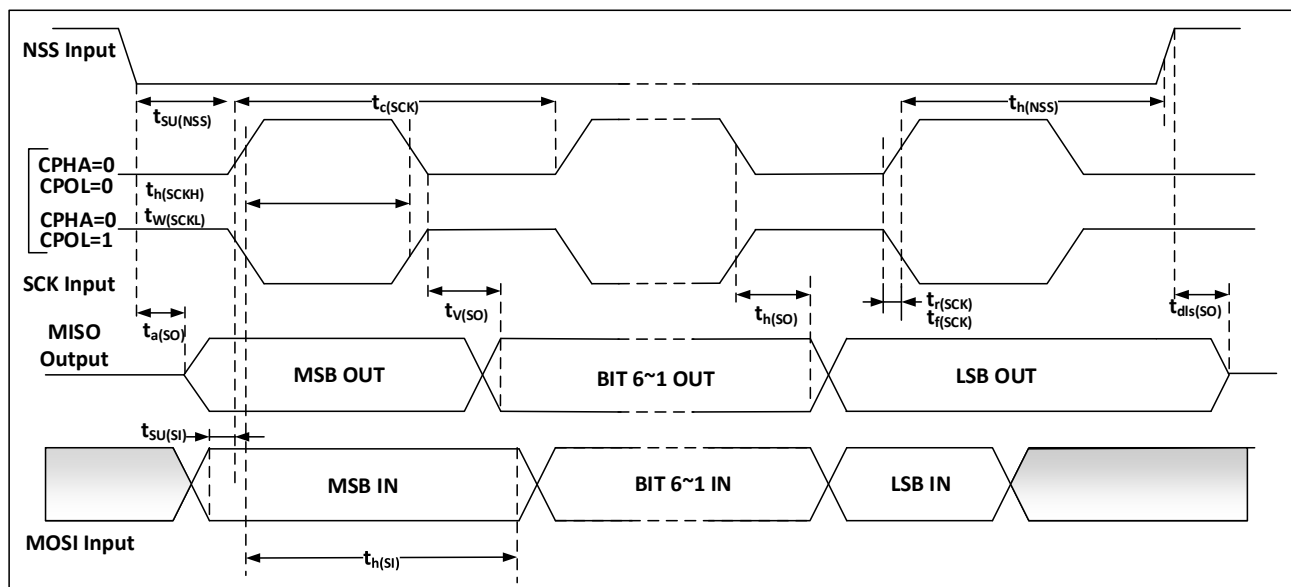 NSS Input
tSU(NSS)
tc(SCK)
th(NSS)
CPHA=0
CPOL=0
th(SCKH)
CPHA=0
tW(SCKL)
CPOL=1
SCK Input
tV(SO)
th(SO)
tr(SCK)
tf(SCK)
tdIs(SO)
ta(SO)
MISO
Output
MSB OUT
BIT 6~1 OUT
LSB OUT
tSU(SI)
MSB IN
BIT 6~1 IN
LSB IN
MOSI Input
th(SI)